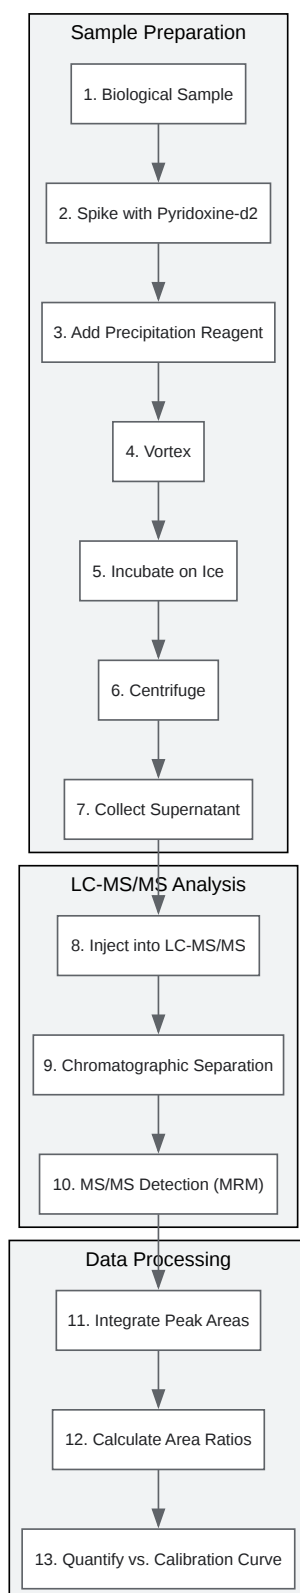 Sample Preparation
1. Biological Sample
2. Spike with Pyridoxine-d2
3. Add Precipitation Reagent
4. Vortex
5. Incubate on Ice
6. Centrifuge
7. Collect Supernatant
LC-MS/MS Analysis
8. Inject into LC-MS/MS
9. Chromatographic Separation
10. MS/MS Detection (MRM)
Data Processing
11. Integrate Peak Areas
12. Calculate Area Ratios
13. Quantify vs. Calibration Curve